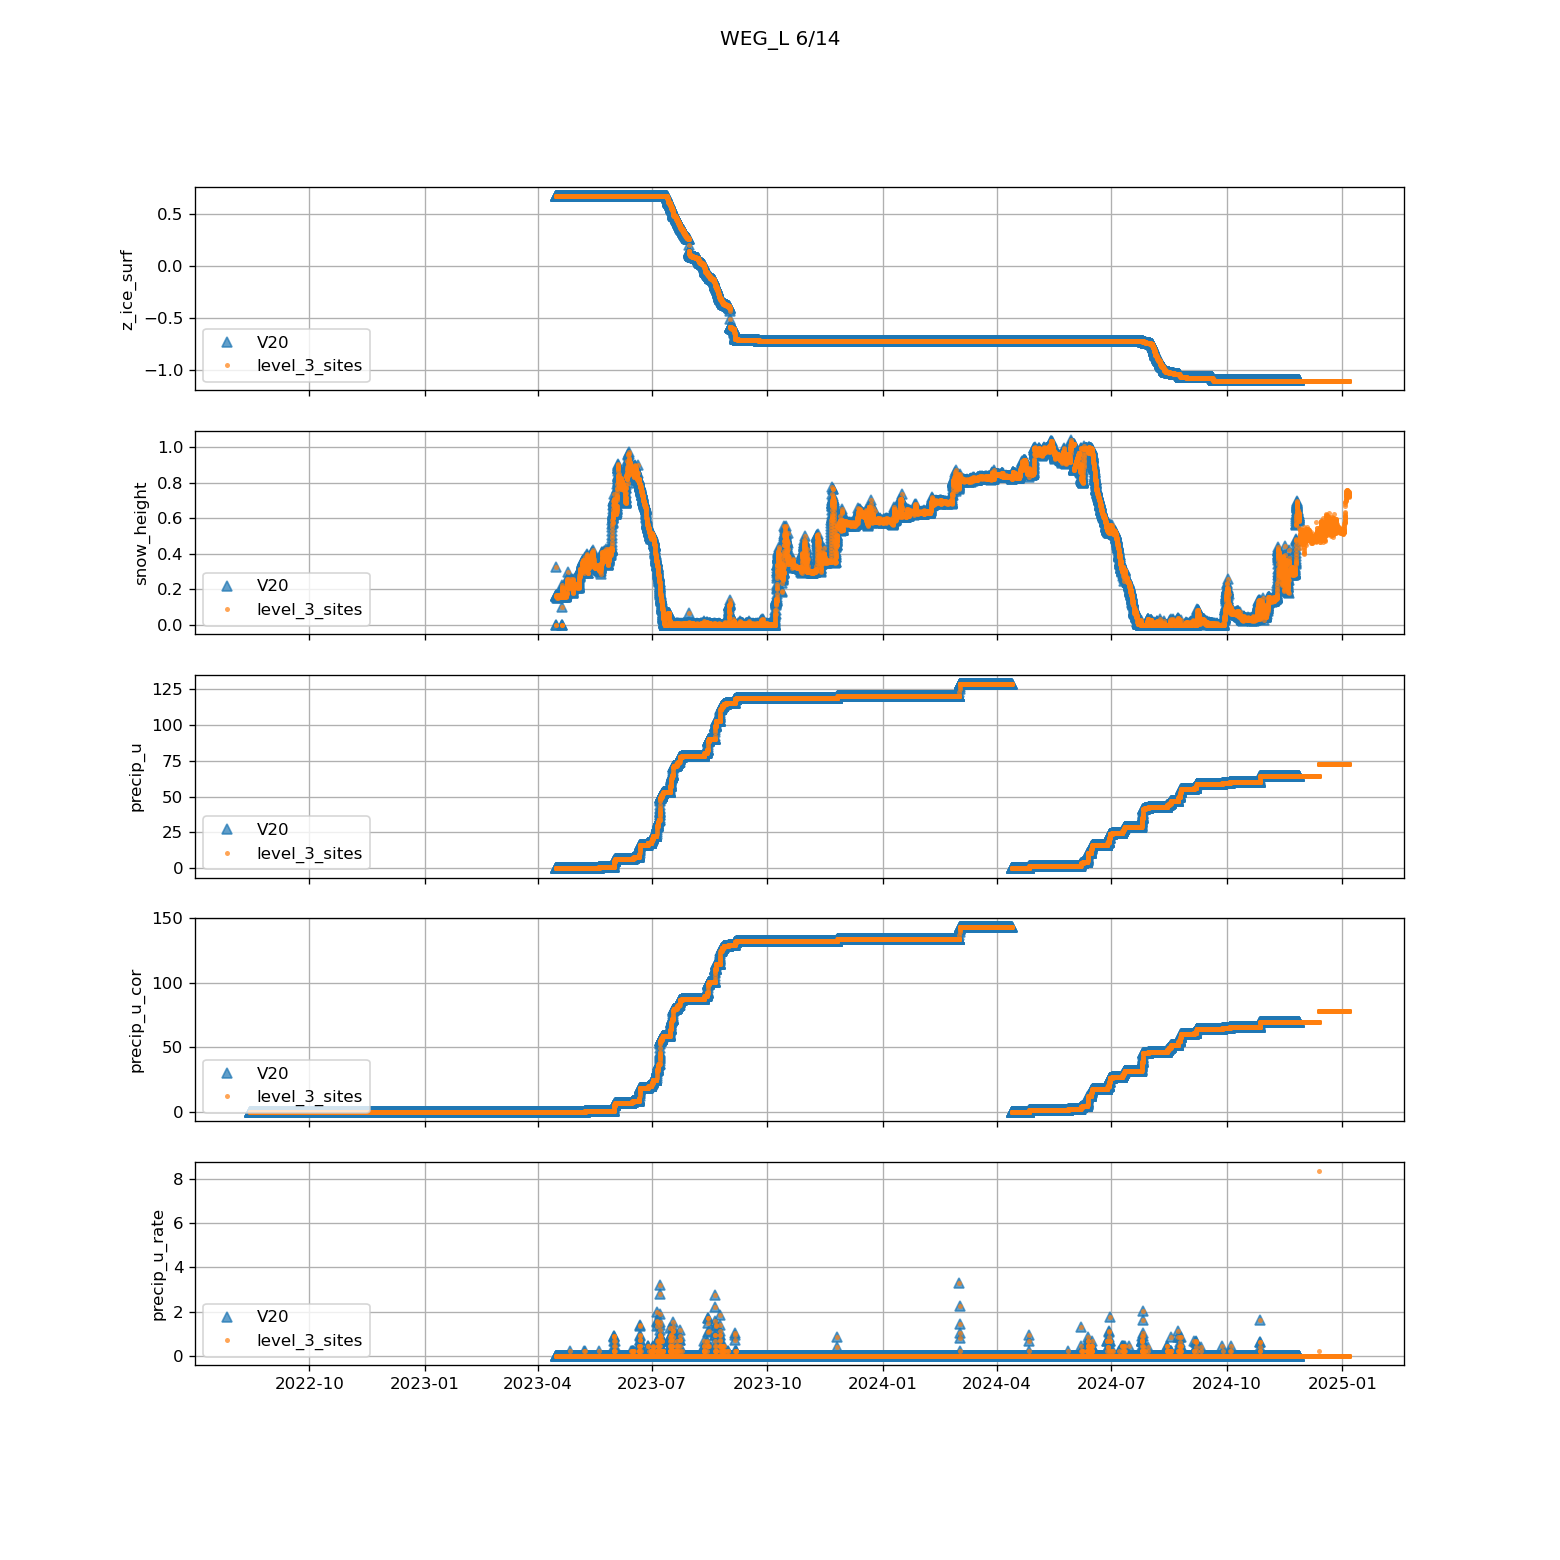 WEG_L 6/14
z_ice_surf
0.5
0.0
−0.5
−1.0
V20
level_3_sites
snow_height
1.0
0.8
0.6
0.4
0.2
0.0
V20
level_3_sites
precip_u
125
100
75
50
25
0
V20
level_3_sites
precip_u_cor
150
100
50
0
V20
level_3_sites
precip_u_rate
8
6
4
2
0
V20
level_3_sites
2022-10 2023-01 2023-04 2023-07 2023-10 2024-01 2024-04 2024-07 2024-10 2025-01